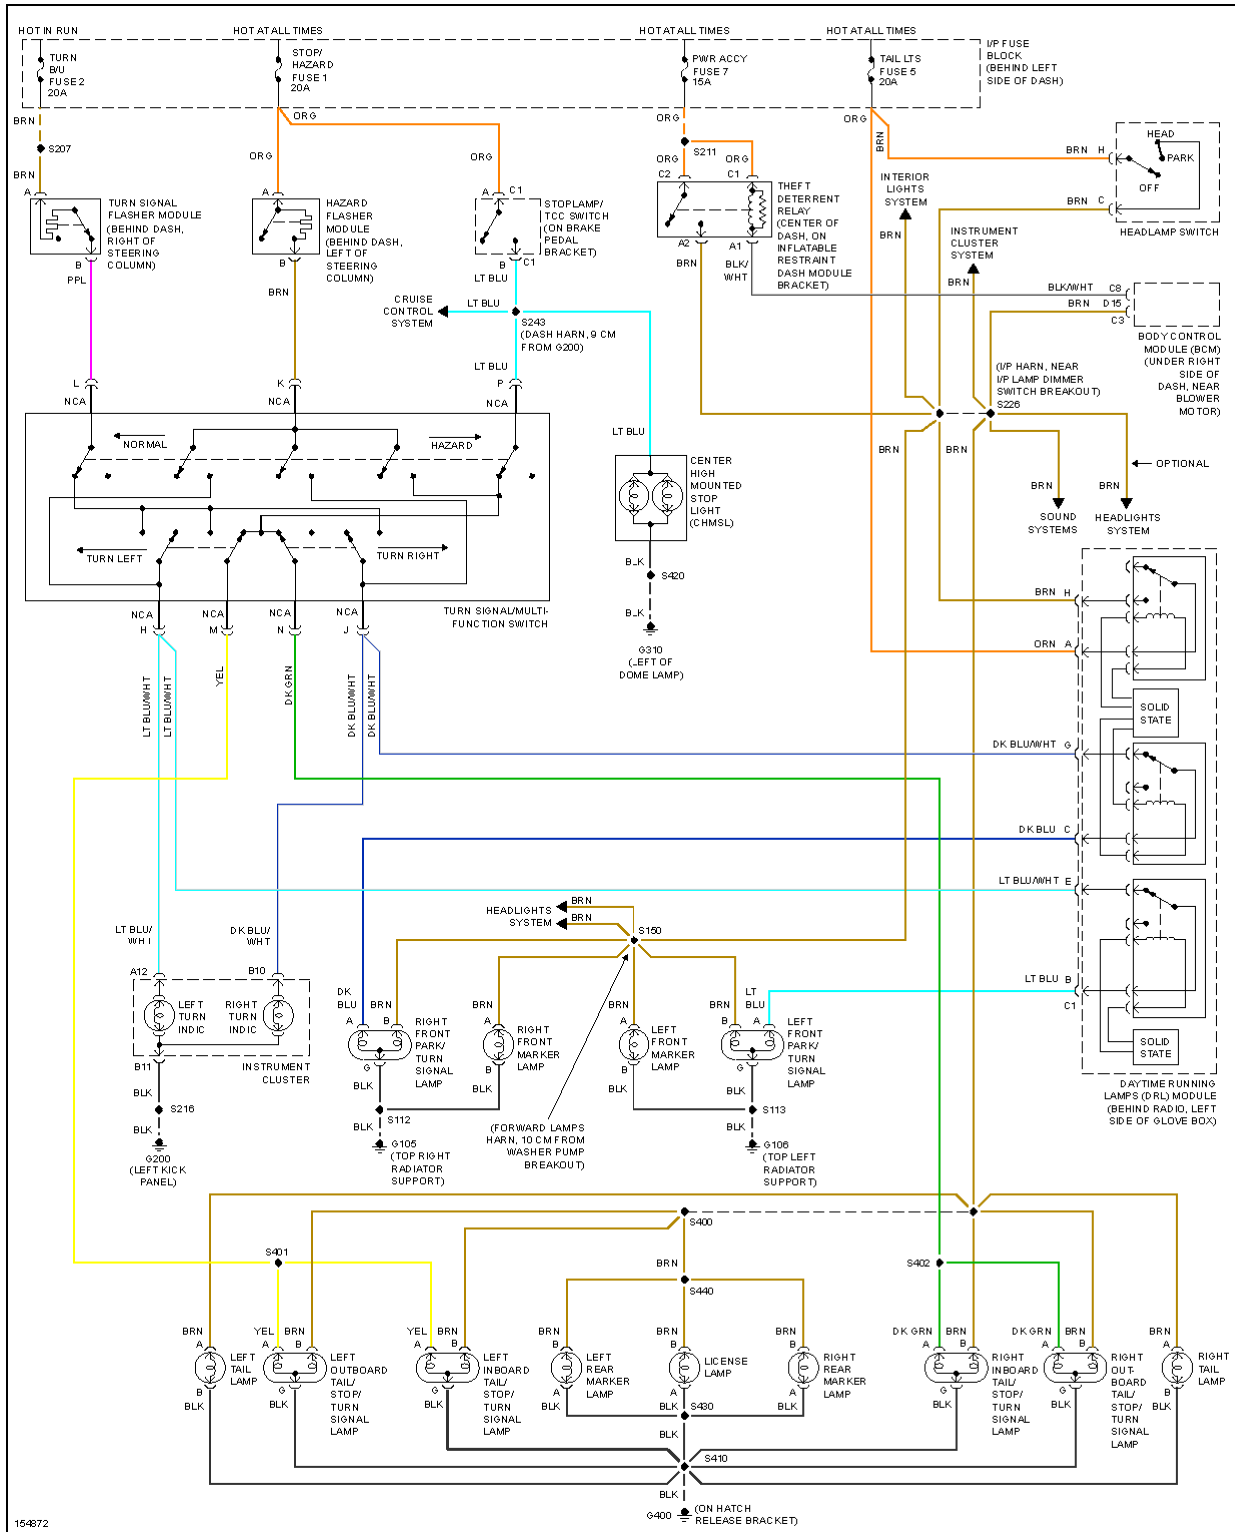 HOT IN RUN
HOT AT ALL TIMES
HOT AT ALL TIMES
HOT AT ALL TIMES
TURN
B/U
FUSE 2
20A
STOP/
HAZARD
FUSE 1
20A
PWR ACCY
FUSE 7
15A
TAIL LTS
FUSE 5
20A
I/P FUSE
BLOCK
(BEHIND LEFT
SIDE OF DASH)
BRN
ORG
ORG
ORG
BRN
S207
ORG
ORG
S211
ORG
ORG
BRN
A
TURN SIGNAL
FLASHER MODULE
(BEHIND DASH,
RIGHT OF
STEERING
COLUMN)
B
PPL
A
HAZARD
FLASHER
MODULE
(BEHIND DASH,
LEFT OF
STEERING
COLUMN)
B
BRN
A
C1
STOPLAMP/
TCC SWITCH
(ON BRAKE
PEDAL
BRACKET)
B
C1
LT BLU
C2
C1
THEFT
DETERRENT
RELAY
(CENTER OF
DASH, ON
INFLATABLE
RESTRAINT
DASH MODULE
BRACKET)
A2
A1
BRN
BLK/
WHT
INTERIOR
LIGHTS
SYSTEM
BRN
INSTRUMENT
CLUSTER
SYSTEM
BRN
BRN H
BRN C
HEAD
PARK
OFF
HEADLAMP SWITCH
BLK/WHT C8
BRN D15
C3
BODY CONTROL
MODULE (BCM)
(UNDER RIGHT
SIDE OF
DASH, NEAR
BLOWER
MOTOR)
CRUISE
CONTROL
SYSTEM
LT BLU
S243
(DASH HARN, 9 CM
FROM G200)
LT BLU
(I/P HARN, NEAR
I/P LAMP DIMMER
SWITCH BREAKOUT)
S226
L
K
P
NCA
NCA
NCA
NORMAL
HAZARD
TURN LEFT
TURN RIGHT
TURN SIGNAL/MULTI-
FUNCTION SWITCH
LT BLU
CENTER
HIGH
MOUNTED
STOP
LIGHT
(CHMSL)
BLK
S420
BLK
G310
(LEFT OF
DOME LAMP)
BRN
BRN
OPTIONAL
BRN
BRN
SOUND
SYSTEMS
HEADLIGHTS
SYSTEM
NCA
NCA
NCA
NCA
H
M
N
J
LT BLU/WHT
LT BLU/WHT
YEL
DK GRN
DK BLU/WHT
DK BLU/WHT
BRN H
ORN A
SOLID
STATE
DK BLU/WHT G
DK BLU C
LT BLU/WHT E
LT BLU B
C1
SOLID
STATE
DAYTIME RUNNING
LAMPS (DRL) MODULE
(BEHIND RADIO, LEFT
SIDE OF GLOVE BOX)
HEADLIGHTS
SYSTEM
BRN
BRN
S150
LT BLU/
WHT
DK BLU/
WHT
A12
B10
LEFT
TURN
INDIC
RIGHT
TURN
INDIC
B11
INSTRUMENT
CLUSTER
BLK
S216
BLK
G200
(LEFT KICK
PANEL)
DK
BLU
BRN
A
B
RIGHT
FRONT
PARK/
TURN
SIGNAL
LAMP
G
BLK
S112
G105
(TOP RIGHT
RADIATOR
SUPPORT)
BRN
A
RIGHT
FRONT
MARKER
LAMP
B
BLK
(FORWARD LAMPS
HARN, 10 CM FROM
WASHER PUMP
BREAKOUT)
BRN
A
LEFT
FRONT
MARKER
LAMP
B
BLK
BRN
LT
BLU
B
A
LEFT
FRONT
PARK/
TURN
SIGNAL
LAMP
G
BLK
S113
G106
(TOP LEFT
RADIATOR
SUPPORT)
S400
S401
BRN
S440
S402
BRN
A
LEFT
TAIL
LAMP
B
BLK
YEL
BRN
A
B
LEFT
OUTBOARD
TAIL/
STOP/
TURN
SIGNAL
LAMP
G
BLK
YEL
BRN
A
B
LEFT
INBOARD
TAIL/
STOP/
TURN
SIGNAL
LAMP
G
BLK
BRN
B
LEFT
REAR
MARKER
LAMP
A
BLK
BRN
B
LICENSE
LAMP
A
BLK
S430
BLK
BRN
B
RIGHT
REAR
MARKER
LAMP
A
BLK
DK GRN
BRN
A
B
RIGHT
INBOARD
TAIL/
STOP/
TURN
SIGNAL
LAMP
G
BLK
DK GRN
BRN
A
B
RIGHT
OUT-
BOARD
TAIL/
STOP/
TURN
SIGNAL
LAMP
G
BLK
BRN
A
RIGHT
TAIL
LAMP
B
BLK
S410
BLK
G400
(ON HATCH
RELEASE BRACKET)
154872